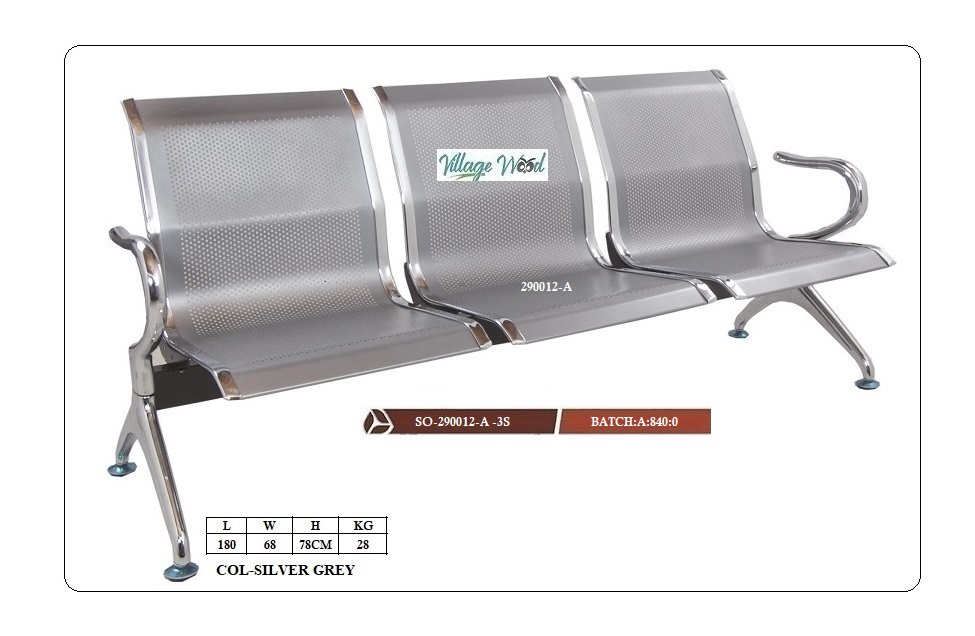 Village Wood
290012-A
SO-290012-A -3S BATCH:A:840:0
L W H KG
180 68 78CM 28
COL-SILVER GREY